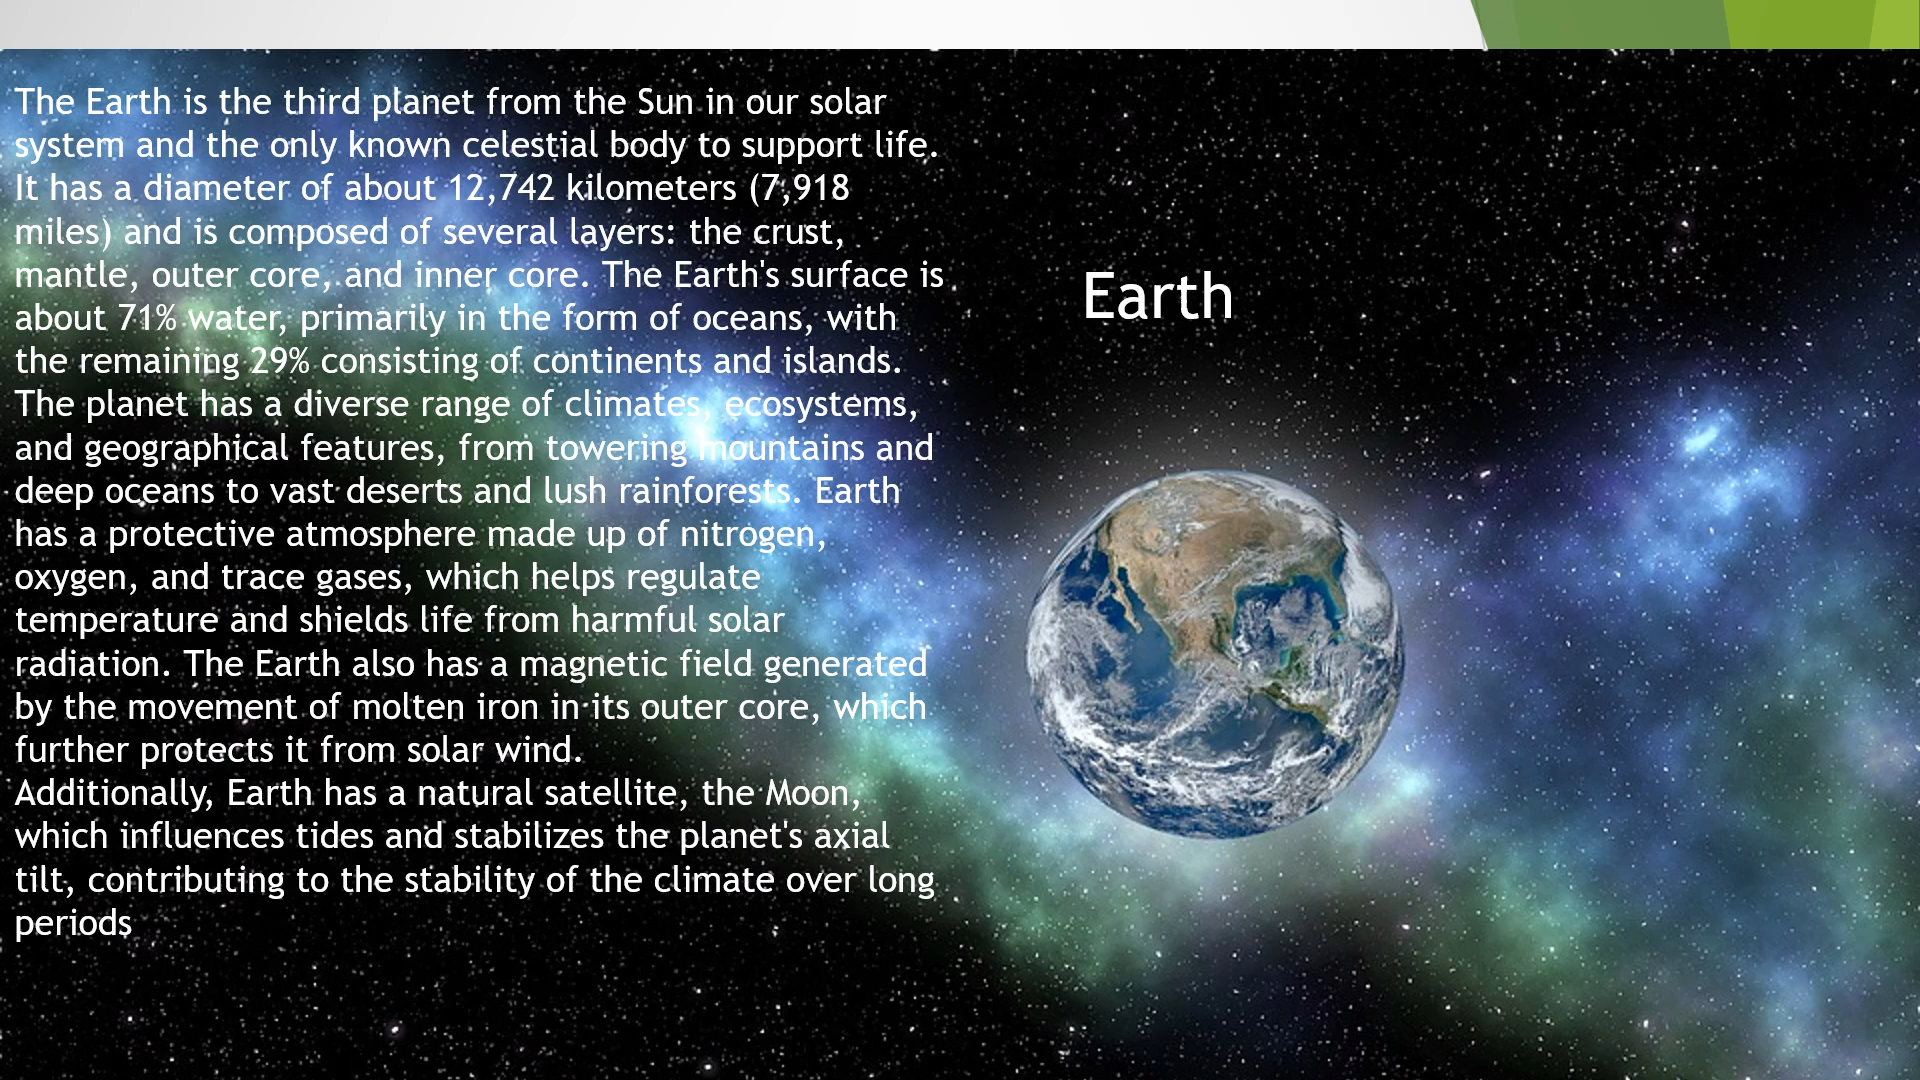 The Earth is the third planet from the Sun in our solar
system and the only known celestial body to support life.
It has a diameter of about 12,742 kilometers (7,918
miles) and is composed of several layers: the crust,
mantle, outer core, and inner core. The Earth's surface is
about 71% water, primarily in the form of oceans, with
the remaining 29% consisting of continents and islands.
The planet has a diverse range of climates, ecosystems,
and geographical features, from towering mountains and
deep oceans to vast deserts and lush rainforests. Earth
has a protective atmosphere made up of nitrogen,
oxygen, and trace gases, which helps regulate
temperature and shields life from harmful solar
radiation. The Earth also has a magnetic field generated
by the movement of molten iron in its outer core, which
further protects it from solar wind.
Additionally, Earth has a natural satellite, the Moon,
which influences tides and stabilizes the planet's axial
tilt, contributing to the stability of the climate over long
periods
Earth